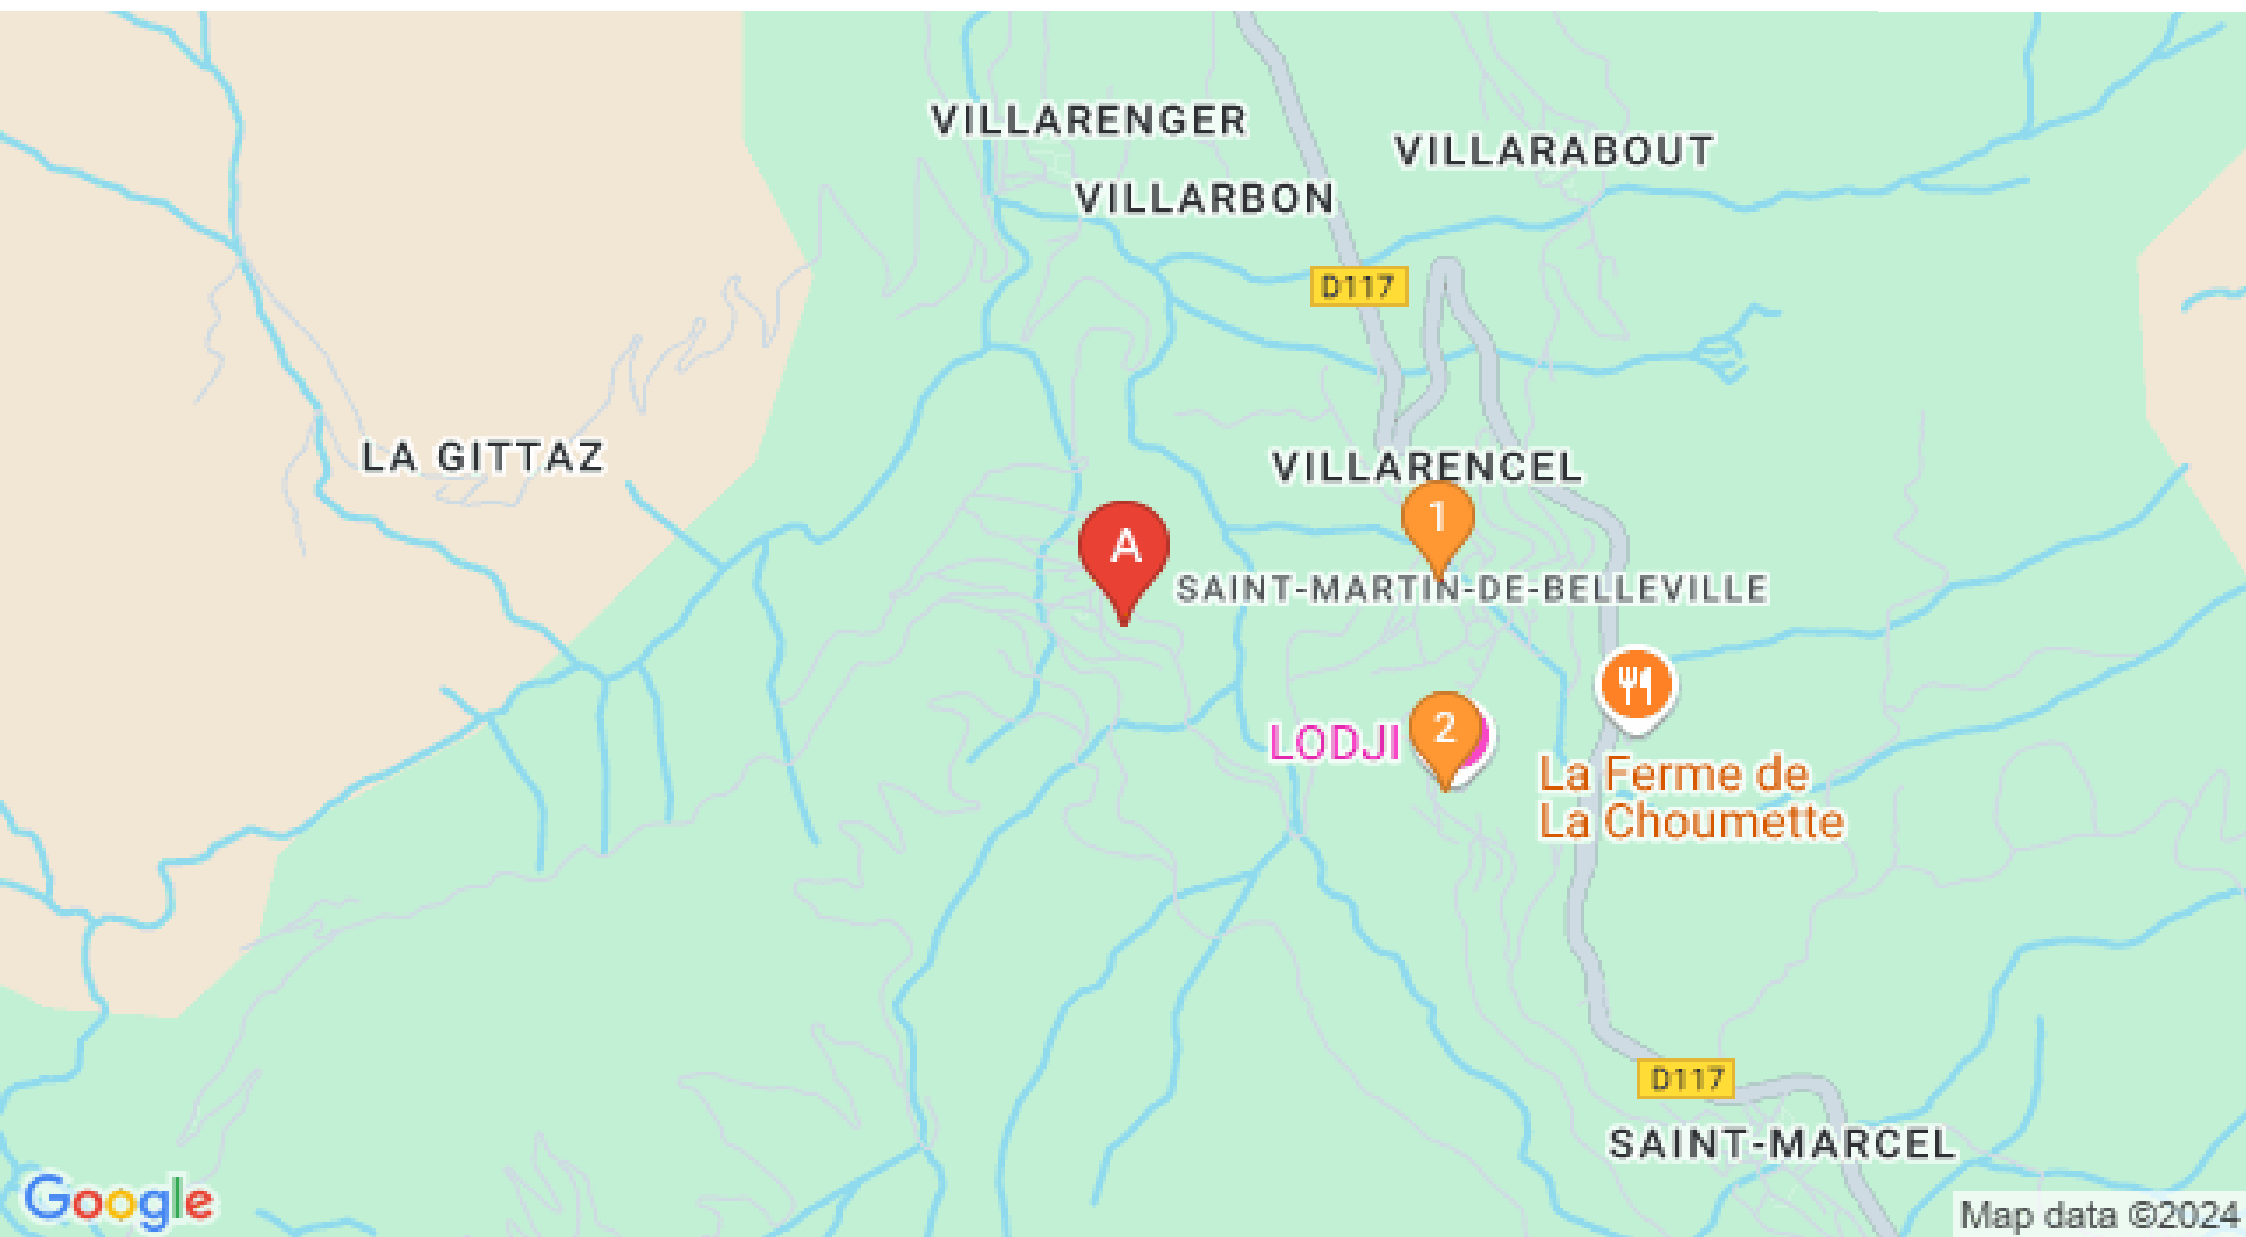 VILLARENGER
VILLARABOUT
VILLARBON
D117
LA GITTAZ
VILLARENCEL
1
A
SAINT-MARTIN-DE-BELLEVILLE
LODJI
2
La Ferme de
La Choumette
D117
SAINT-MARCEL
Google
Map data ©2024